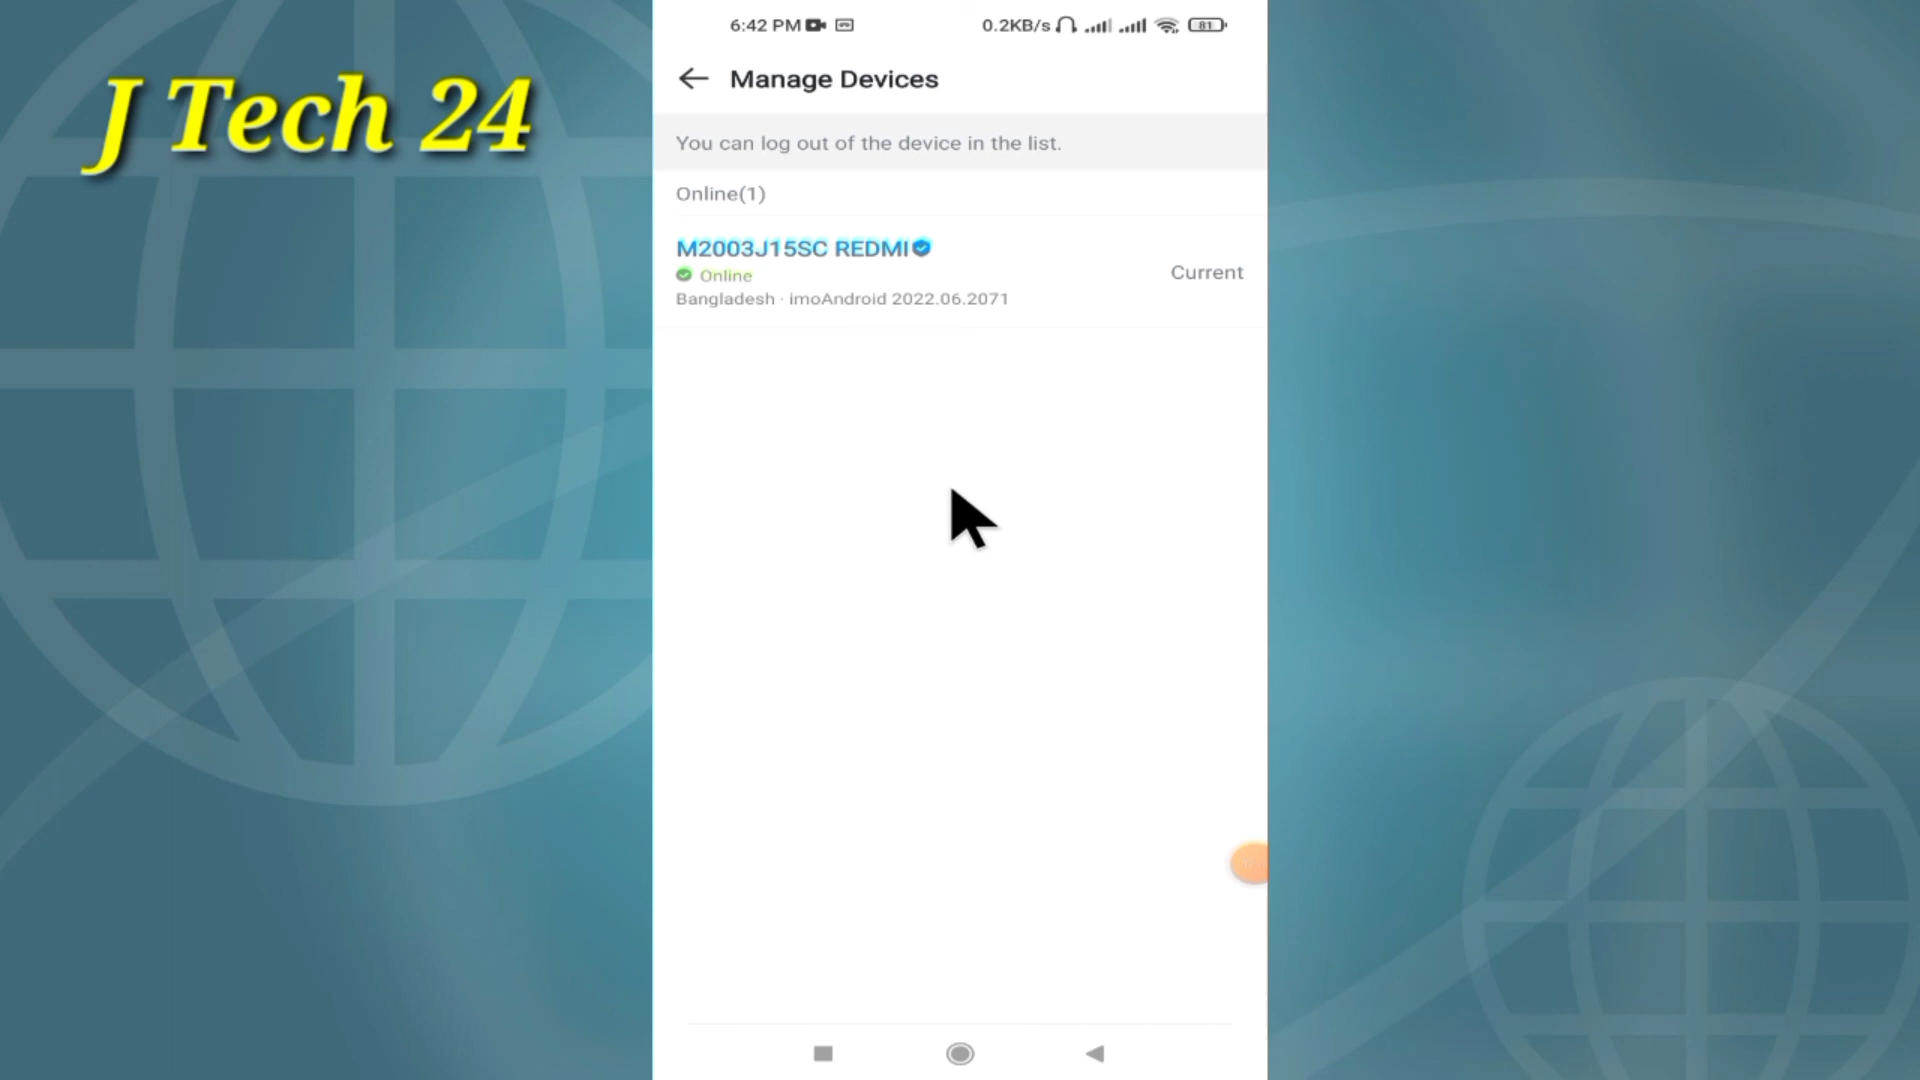 J Tech 24
6:42 PM
0.2KB/s
81
Manage Devices
You can log out of the device in the list.
Online(1)
M2003J15SC REDMI
Online
Current
Bangladesh · imoAndroid 2022.06.2071